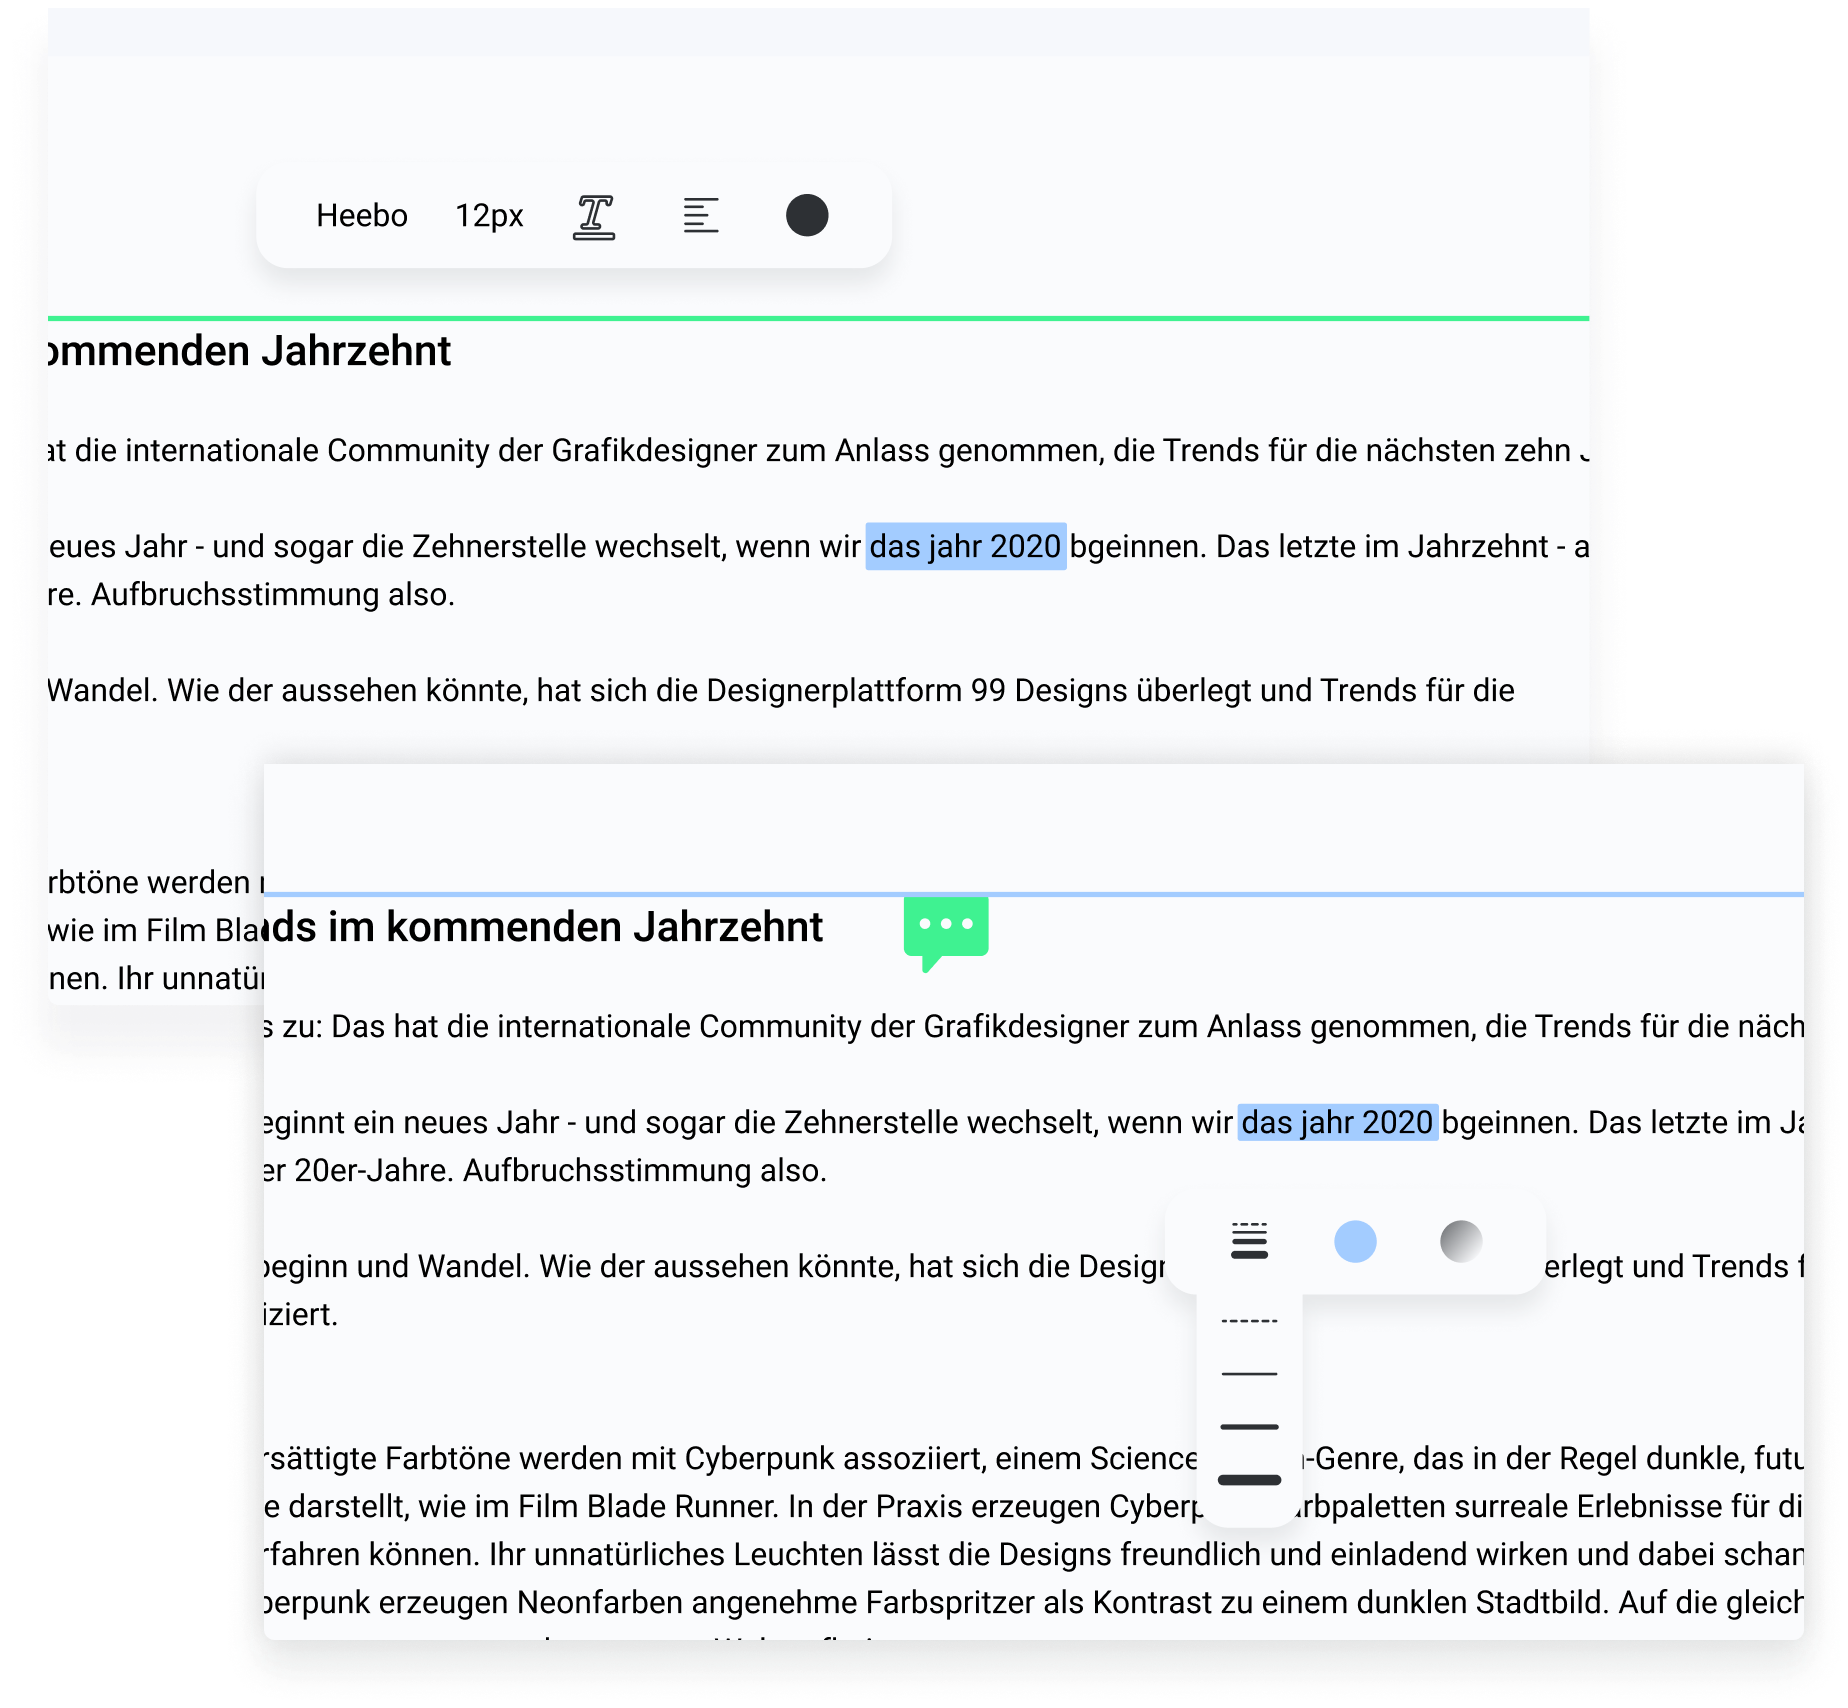 Heebo 12px
ommenden Jahrzehnt
at die internationale Community der Grafikdesigner zum Anlass genommen, die Trends für die nächsten zehn J
eues Jahr - und sogar die Zehnerstelle wechselt, wenn wir das jahr 2020 bgeinnen. Das letzte im Jahrzehnt - a
re. Aufbruchsstimmung also.
Wandel. Wie der aussehen könnte, hat sich die Designerplattform 99 Designs überlegt und Trends für die
rbtöne werden
wie im Film Bla
nen. Ihr unnatür
ds im kommenden Jahrzehnt
s zu: Das hat die internationale Community der Grafikdesigner zum Anlass genommen, die Trends für die näch
eginnt ein neues Jahr - und sogar die Zehnerstelle wechselt, wenn wir das jahr 2020 bgeinnen. Das letzte im Ja
er 20er-Jahre. Aufbruchsstimmung also.
beginn und Wandel. Wie der aussehen könnte, hat sich die Design erlegt und Trends f
iziert.
rsättigte Farbtöne werden mit Cyberpunk assoziiert, einem Science -Genre, das in der Regel dunkle, futu
e darstellt, wie im Film Blade Runner. In der Praxis erzeugen Cyberp rbpaletten surreale Erlebnisse für di
rfahren können. Ihr unnatürliches Leuchten lässt die Designs freundlich und einladend wirken und dabei schar
berpunk erzeugen Neonfarben angenehme Farbspritzer als Kontrast zu einem dunklen Stadtbild. Auf die gleich